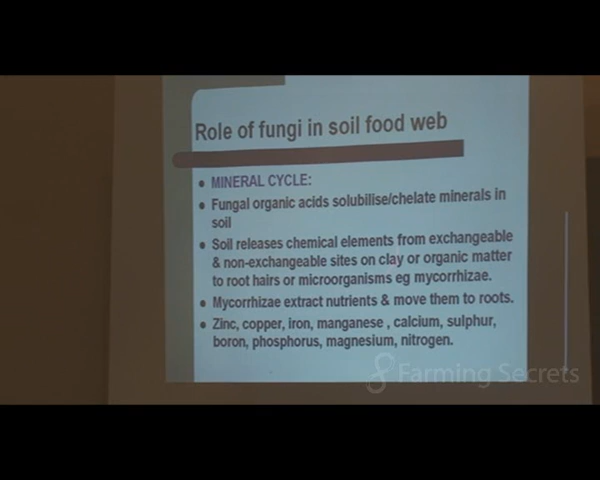 Role of fungi in soil food web
• MINERAL CYCLE:
• Fungal organic acids solubilise/chelate minerals in
soil
• Soil releases chemical elements from exchangeable
& non-exchangeable sites on clay or organic matter
to root hairs or microorganisms eg mycorrhizae.
• Mycorrhizae extract nutrients & move them to roots.
• Zinc, copper, iron, manganese , calcium, sulphur,
boron, phosphorus, magnesium, nitrogen.
Farming Secrets